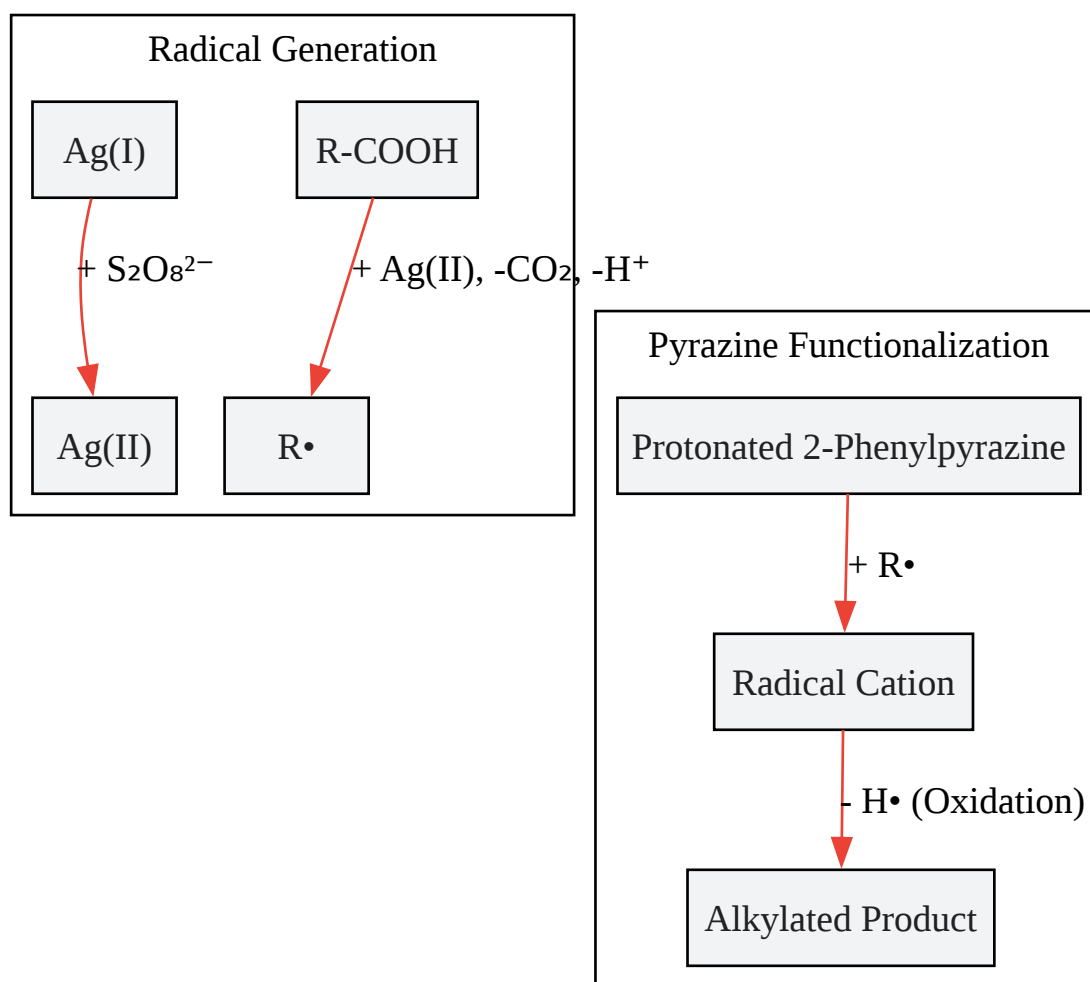 Radical Generation
Ag(I)
R-COOH
+ S₂O₈²⁻
+ Ag(II), -CO₂, -H⁺
Ag(II)
R•
Pyrazine Functionalization
Protonated 2-Phenylpyrazine
+ R•
Radical Cation
- H• (Oxidation)
Alkylated Product